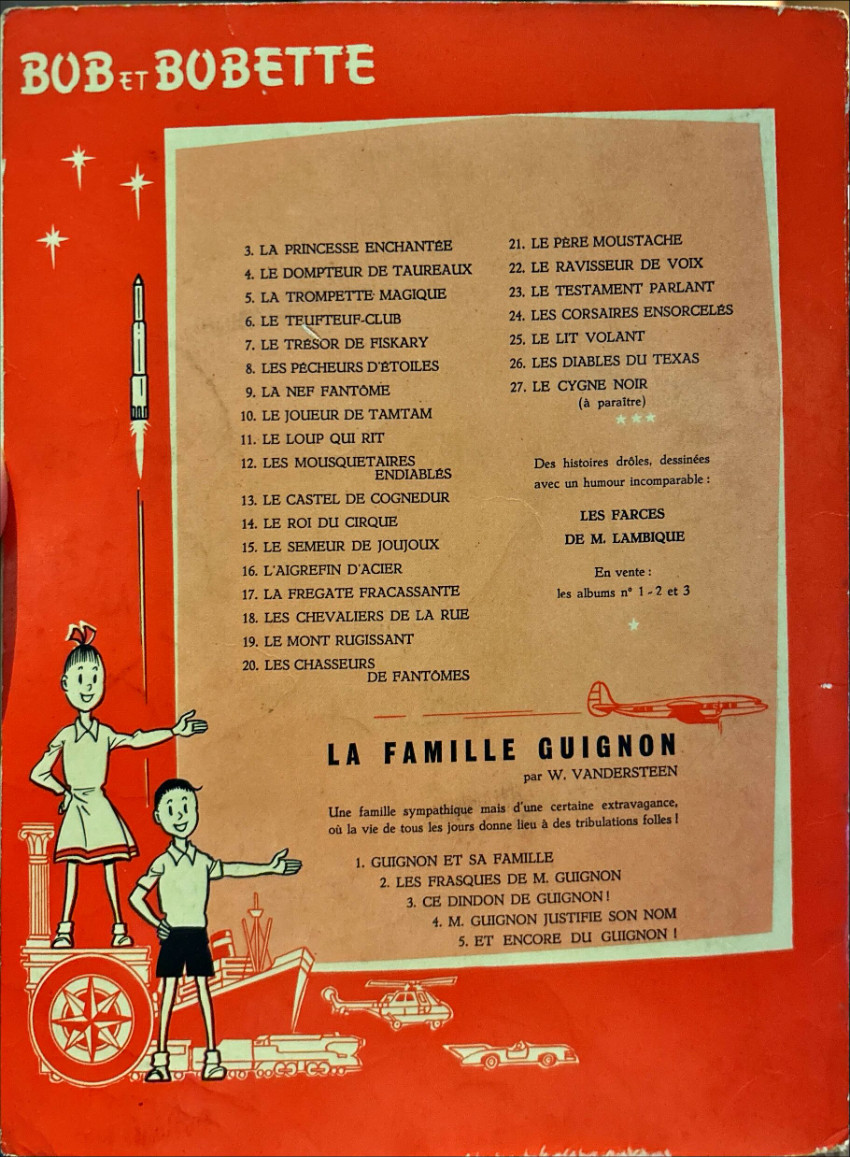 BOB ET BOBETTE
3. LA PRINCESSE ENCHANTÉE
4. LE DOMPTEUR DE TAUREAUX
5. LA TROMPETTE MAGIQUE
6. LE TEUFTEUF-CLUB
7. LE TRÉSOR DE FISKARY
8. LES PÊCHEURS D'ÉTOILES
9. LA NEF FANTÔME
10. LE JOUEUR DE TAMTAM
11. LE LOUP QUI RIT
12. LES MOUSQUETAIRES
ENDIABLÉS
13. LE CASTEL DE COGNEDUR
14. LE ROI DU CIRQUE
15. LE SEMEUR DE JOUJOUX
16. L'AIGREFIN D'ACIER
17. LA FREGATE FRACASSANTE
18. LES CHEVALIERS DE LA RUE
19. LE MONT RUGISSANT
20. LES CHASSEURS
DE FANTÔMES
21. LE PÈRE MOUSTACHE
22. LE RAVISSEUR DE VOIX
23. LE TESTAMENT PARLANT
24. LES CORSAIRES ENSORCELÉS
25. LE LIT VOLANT
26. LES DIABLES DU TEXAS
27. LE CYGNE NOIR
(à paraître)
Des histoires drôles, dessinées
avec un humour incomparable :
LES FARCES
DE M. LAMBIQUE
En vente :
les albums n° 1 - 2 et 3
LA FAMILLE GUIGNON
par W. VANDERSTEEN
Une famille sympathique mais d'une certaine extravagance,
où la vie de tous les jours donne lieu à des tribulations folles !
1. GUIGNON ET SA FAMILLE
2. LES FRASQUES DE M. GUIGNON
3. CE DINDON DE GUIGNON !
4. M. GUIGNON JUSTIFIE SON NOM
5. ET ENCORE DU GUIGNON !